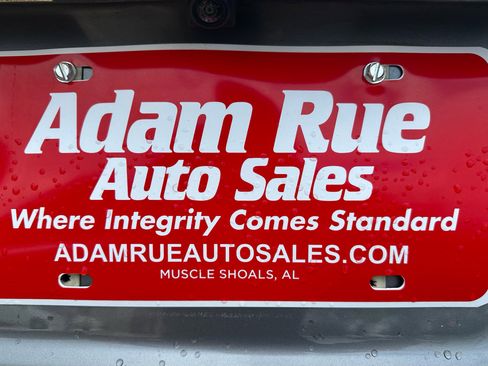 Adam Rue
Auto Sales
Where Integrity Comes Standard
ADAMRUEAUTOSALES.COM
MUSCLE SHOALS, AL